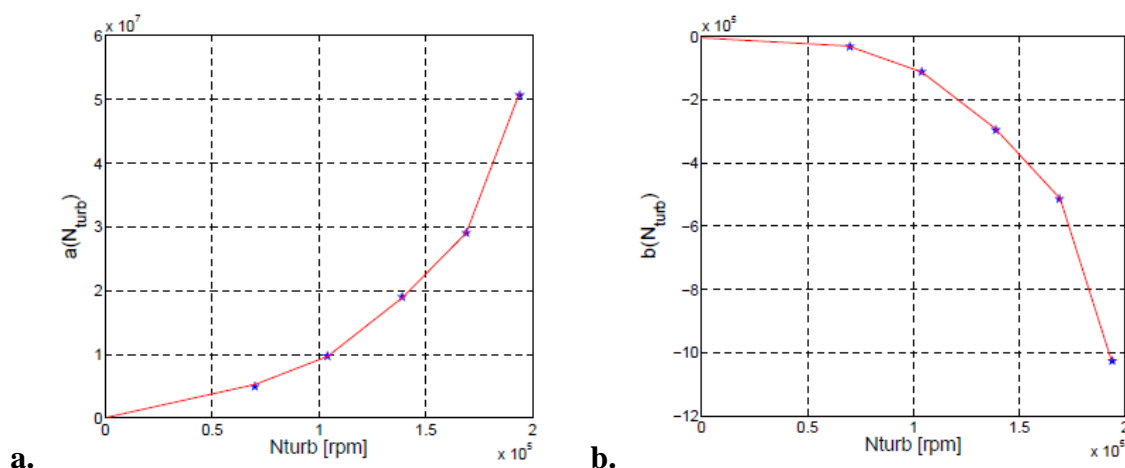 × 10⁷
6
5
4
3
2
1
0
a(N_turb)
0 0.5 1 1.5 2
Nturb [rpm]
× 10⁵
a.
× 10⁵
0
−2
−4
−6
−8
−10
−12
b(N_turb)
0 0.5 1 1.5 2
Nturb [rpm]
× 10⁵
b.